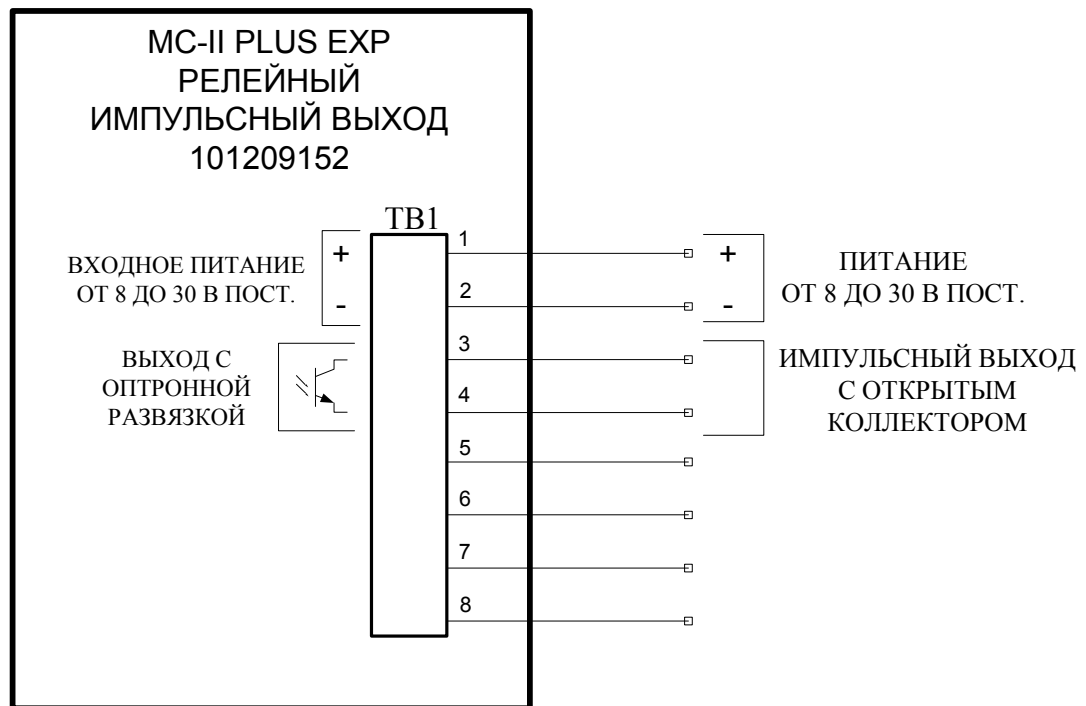 MC-II PLUS EXP
РЕЛЕЙНЫЙ
ИМПУЛЬСНЫЙ ВЫХОД
101209152
TB1
ВХОДНОЕ ПИТАНИЕ
ОТ 8 ДО 30 В ПОСТ.
+
-
ВЫХОД С
ОПТРОННОЙ
РАЗВЯЗКОЙ
1
2
3
4
5
6
7
8
+
-
ПИТАНИЕ
ОТ 8 ДО 30 В ПОСТ.
ИМПУЛЬСНЫЙ ВЫХОД
С ОТКРЫТЫМ
КОЛЛЕКТОРОМ